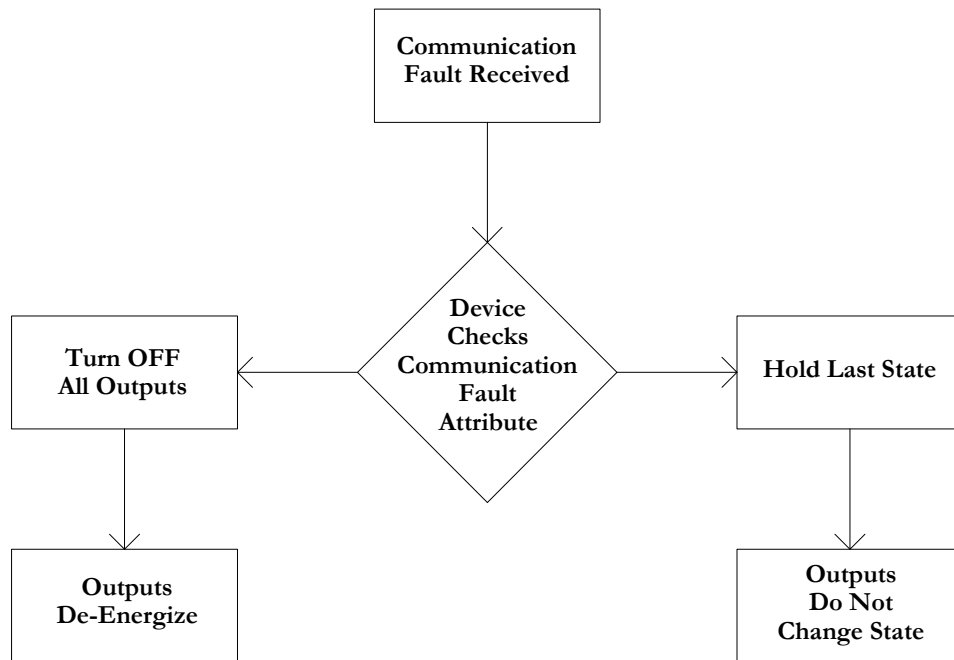 Communication
Fault Received
Device
Checks
Communication
Fault
Attribute
Turn OFF
All Outputs
Hold Last State
Outputs
De-Energize
Outputs
Do Not
Change State